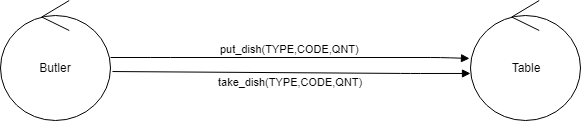 put_dish(TYPE,CODE,QNT)
Butler
Table
take_dish(TYPE,CODE,QNT)